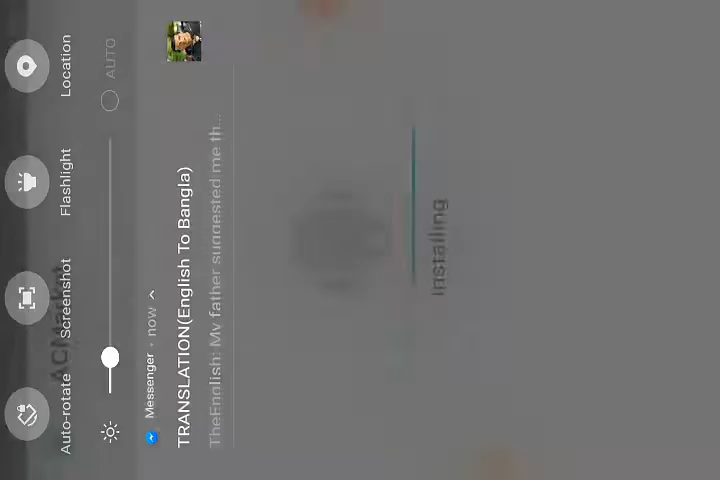 Auto-rotate
Screenshot
Flashlight
Location
AUTO
ACMarket
Messenger • now
TRANSLATION(English To Bangla)
TheEnglish: My father suggested me th...
Installing